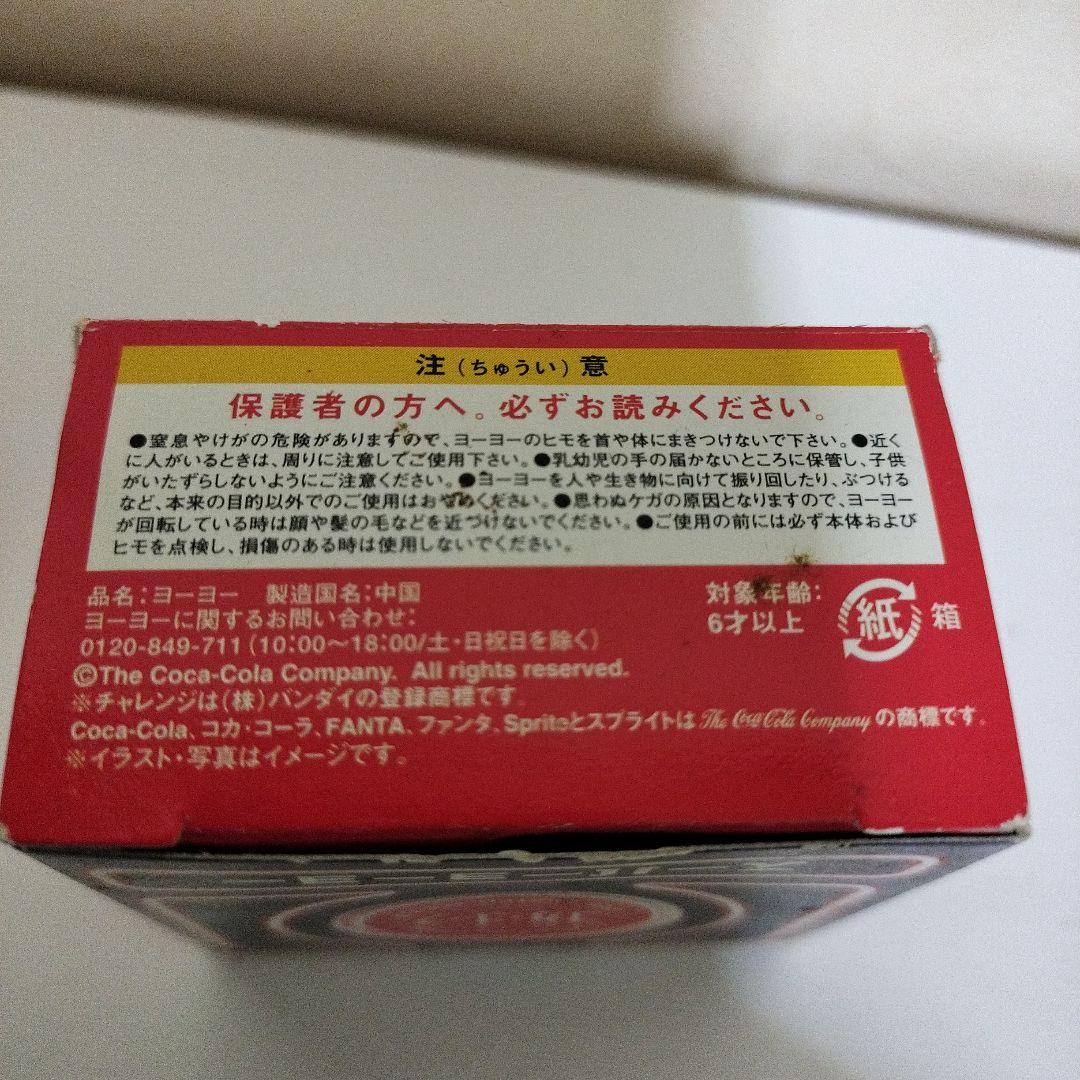 注(ちゅうい)意
保護者の方へ。必ずお読みください。
●窒息やけがの危険がありますので、ヨーヨーのヒモを首や体にまきつけないで下さい。●近く
に人がいるときは、周りに注意してご使用下さい。●乳幼児の手の届かないところに保管し、子供
がいたずらしないようにご注意ください。●ヨーヨーを人や生き物に向けて振り回したり、ぶつける
など、本来の目的以外でのご使用はおやめください。●思わぬケガの原因となりますので、ヨーヨー
が回転している時は顔や髪の毛などを近づけないでください。●ご使用の前には必ず本体および
ヒモを点検し、損傷のある時は使用しないでください。
品名:ヨーヨー 製造国名:中国
ヨーヨーに関するお問い合わせ:
0120-849-711(10:00〜18:00/土・日祝日を除く)
対象年齢:
6才以上
紙 箱
©The Coca-Cola Company. All rights reserved.
※チャレンジは(株)バンダイの登録商標です。
Coca-Cola、コカ・コーラ、FANTA、ファンタ、SpriteとスプライトはThe Coca-Cola Companyの商標です。
※イラスト・写真はイメージです。